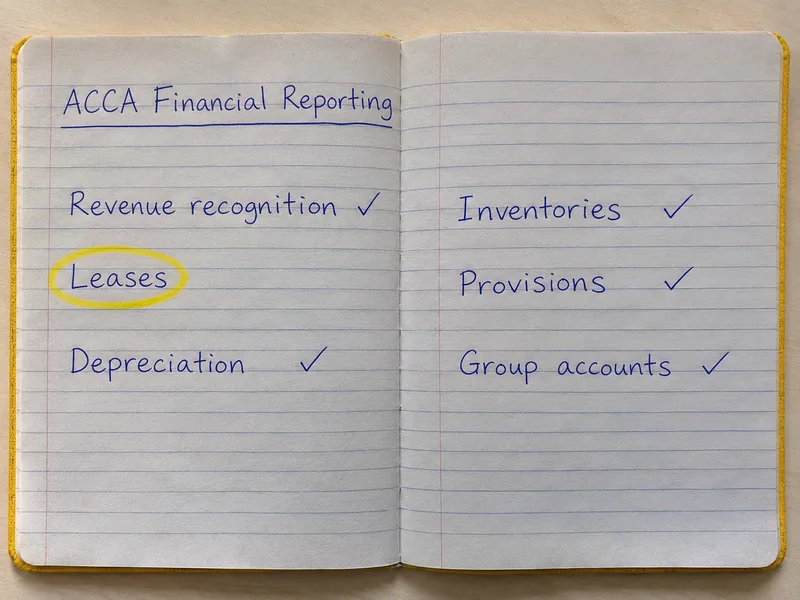 ACCA Financial Reporting
Revenue recognition ✓
Leases
Depreciation ✓
Inventories ✓
Provisions ✓
Group accounts ✓